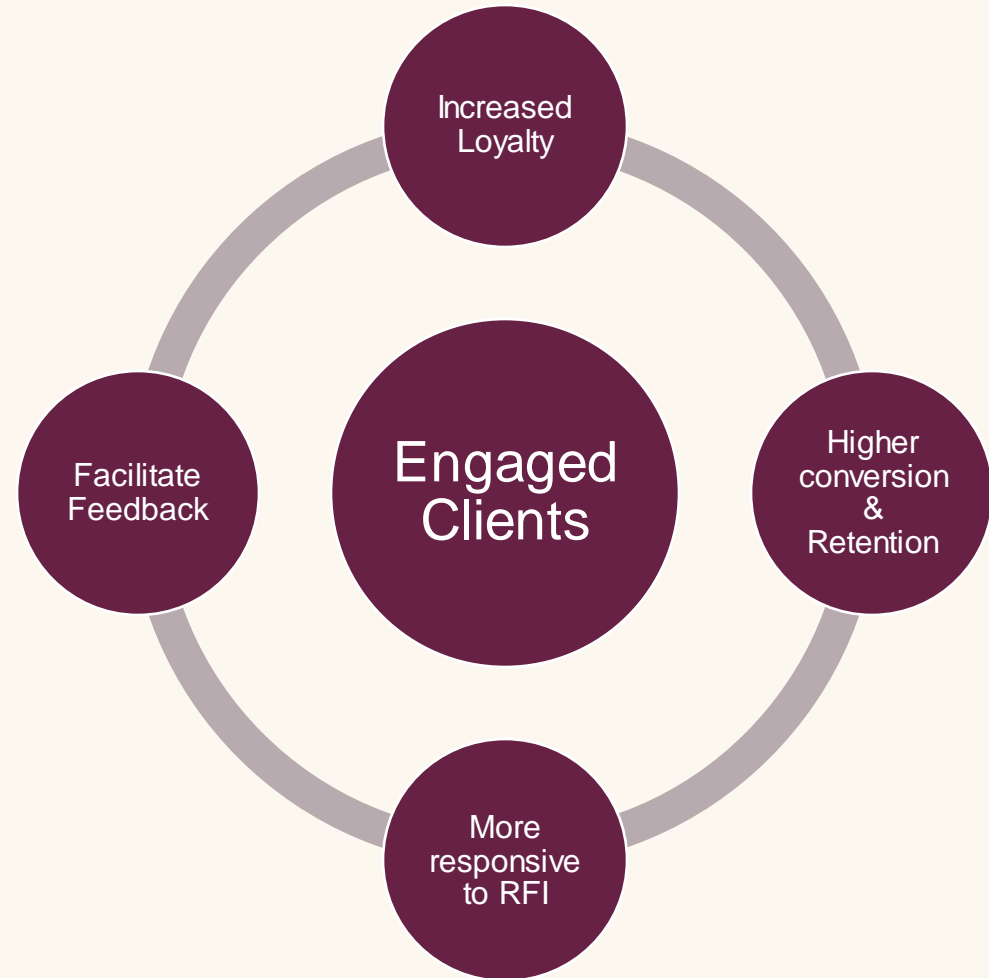 Increased
Loyalty
Facilitate
Feedback
Engaged
Clients
Higher
conversion
&
Retention
More
responsive
to RFI